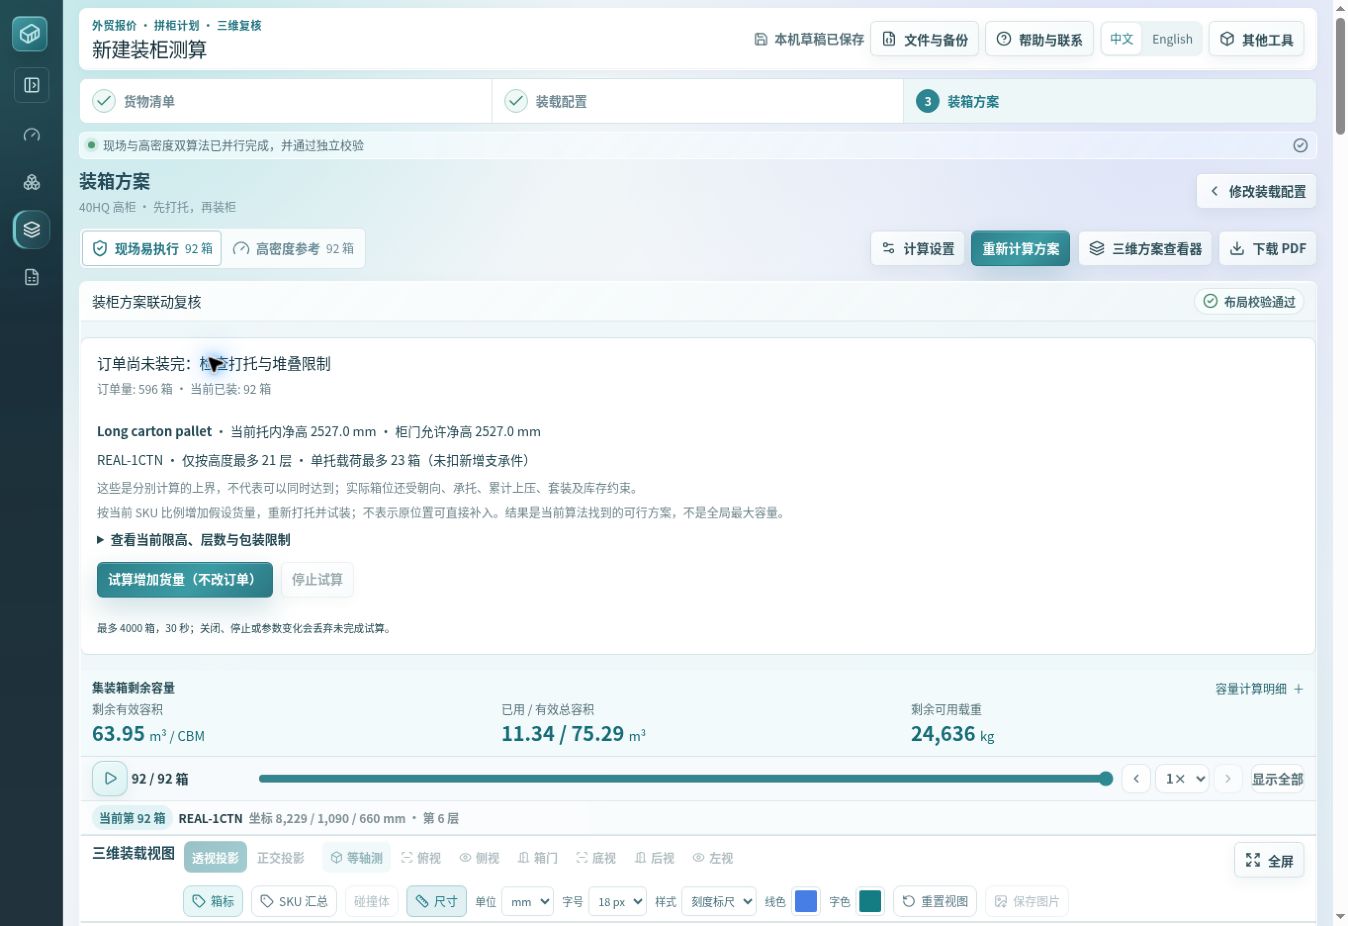 外贸报价 · 拼柜计划 · 三维复核
新建装柜测算
本机草稿已保存
文件与备份
帮助与联系
中文
English
其他工具
货物清单
装载配置
3 装箱方案
现场与高密度双算法已并行完成，并通过独立校验
装箱方案
40HQ 高柜 · 先打托，再装柜
修改装载配置
现场易执行 92 箱
高密度参考 92 箱
计算设置
重新计算方案
三维方案查看器
下载 PDF
装柜方案联动复核
布局校验通过
订单尚未装完：检查打托与堆叠限制
订单量: 596 箱 · 当前已装: 92 箱
Long carton pallet · 当前托内净高 2527.0 mm · 柜门允许净高 2527.0 mm
REAL-1CTN · 仅按高度最多 21 层 · 单托载荷最多 23 箱（未扣新增支承件）
这些是分别计算的上界，不代表可以同时达到；实际箱位还受朝向、承托、累计上压、套装及库存约束。
按当前 SKU 比例增加假设货量，重新打托并试装；不表示原位置可直接补入。结果是当前算法找到的可行方案，不是全局最大容量。
查看当前限高、层数与包装限制
试算增加货量（不改订单）
停止试算
最多 4000 箱，30 秒；关闭、停止或参数变化会丢弃未完成试算。
集装箱剩余容量
容量计算明细 +
剩余有效容积
63.95 m³ / CBM
已用 / 有效总容积
11.34 / 75.29 m³
剩余可用载重
24,636 kg
92 / 92 箱
1×
显示全部
当前第 92 箱 REAL-1CTN 坐标 8,229 / 1,090 / 660 mm · 第 6 层
三维装载视图
透视投影
正交投影
等轴测
俯视
侧视
箱门
底视
后视
左视
全屏
箱标
SKU 汇总
碰撞体
尺寸
单位 mm
字号 18 px
样式 刻度标尺
线色
字色
重置视图
保存图片